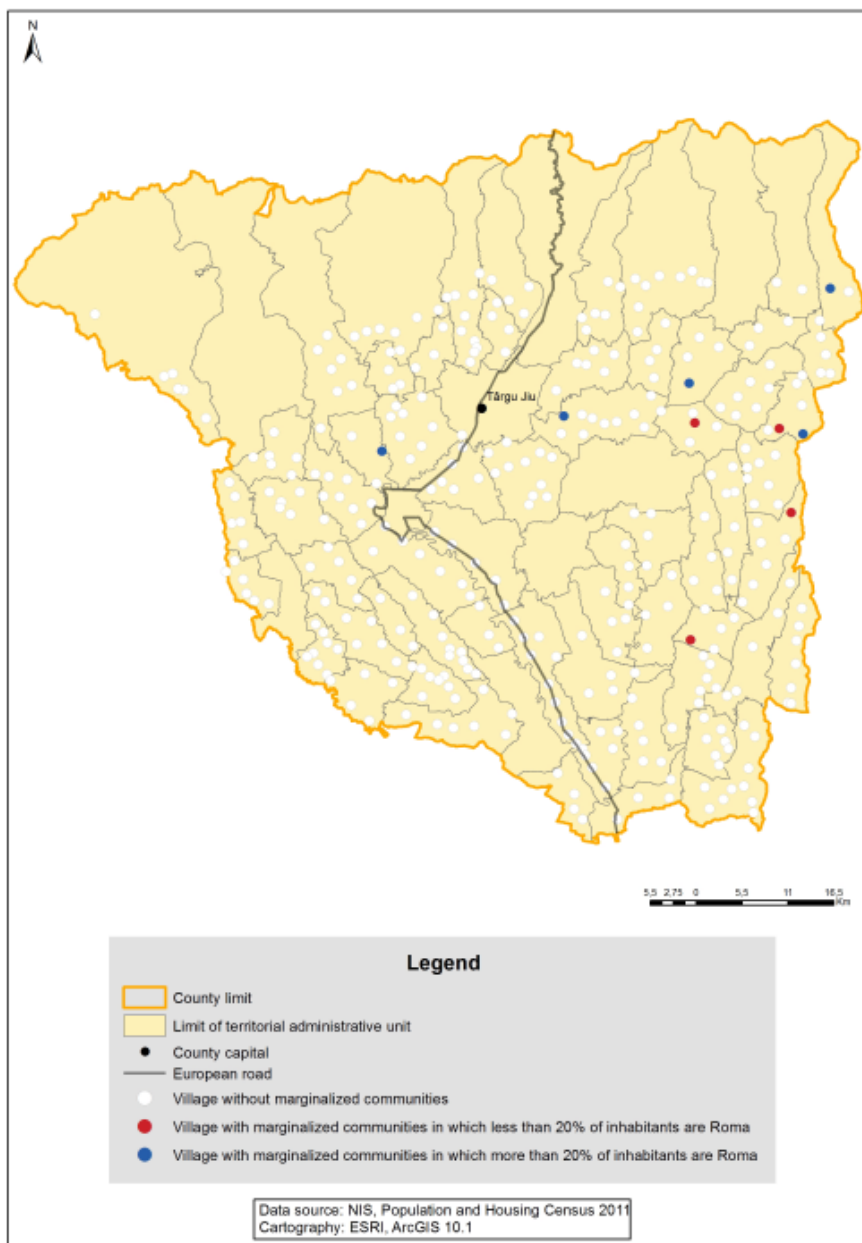 N
Târgu Jiu
5,5 2,75 0 5,5 11 16,5
Km
Legend
County limit
Limit of territorial administrative unit
County capital
European road
Village without marginalized communities
Village with marginalized communities in which less than 20% of inhabitants are Roma
Village with marginalized communities in which more than 20% of inhabitants are Roma
Data source: NIS, Population and Housing Census 2011
Cartography: ESRI, ArcGIS 10.1